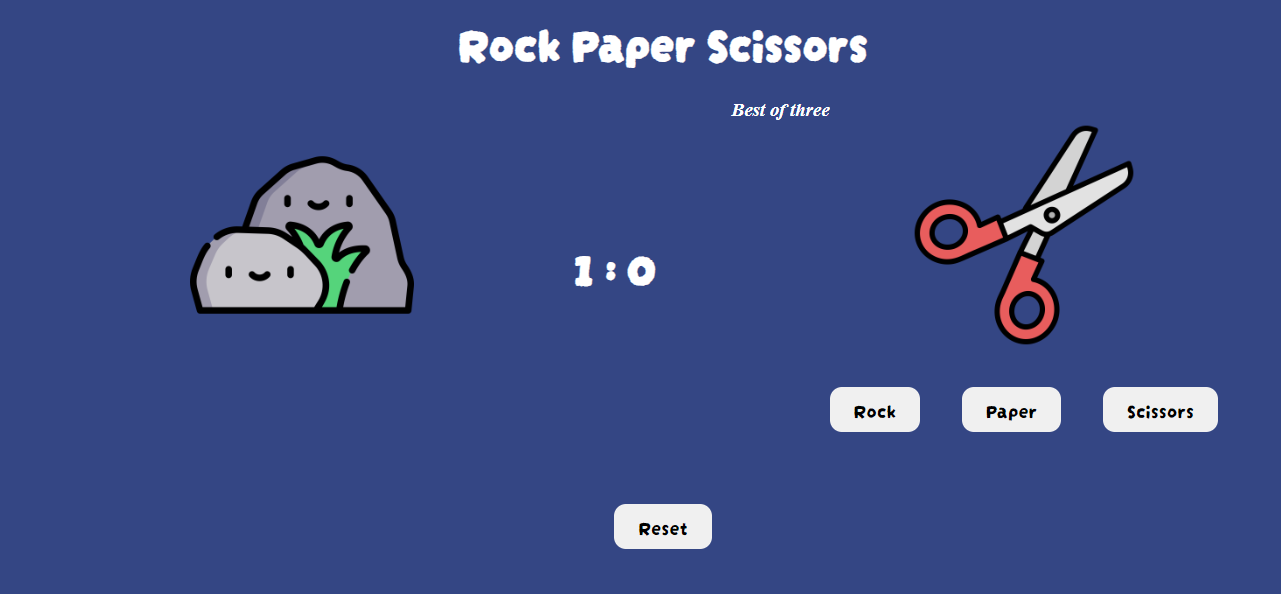 Rock Paper Scissors
Best of three
1 : 0
Rock Paper Scissors
Reset